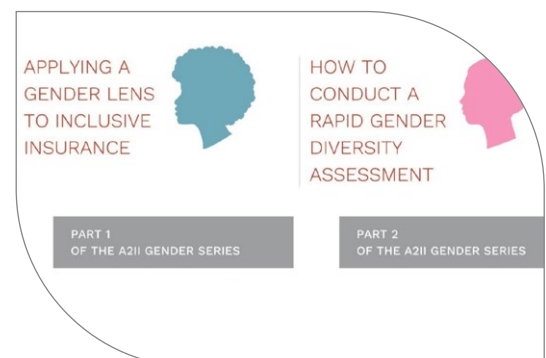 APPLYING A
GENDER LENS
TO INCLUSIVE
INSURANCE
PART 1
OF THE A2II GENDER SERIES
HOW TO
CONDUCT A
RAPID GENDER
DIVERSITY
ASSESSMENT
PART 2
OF THE A2II GENDER SERIES